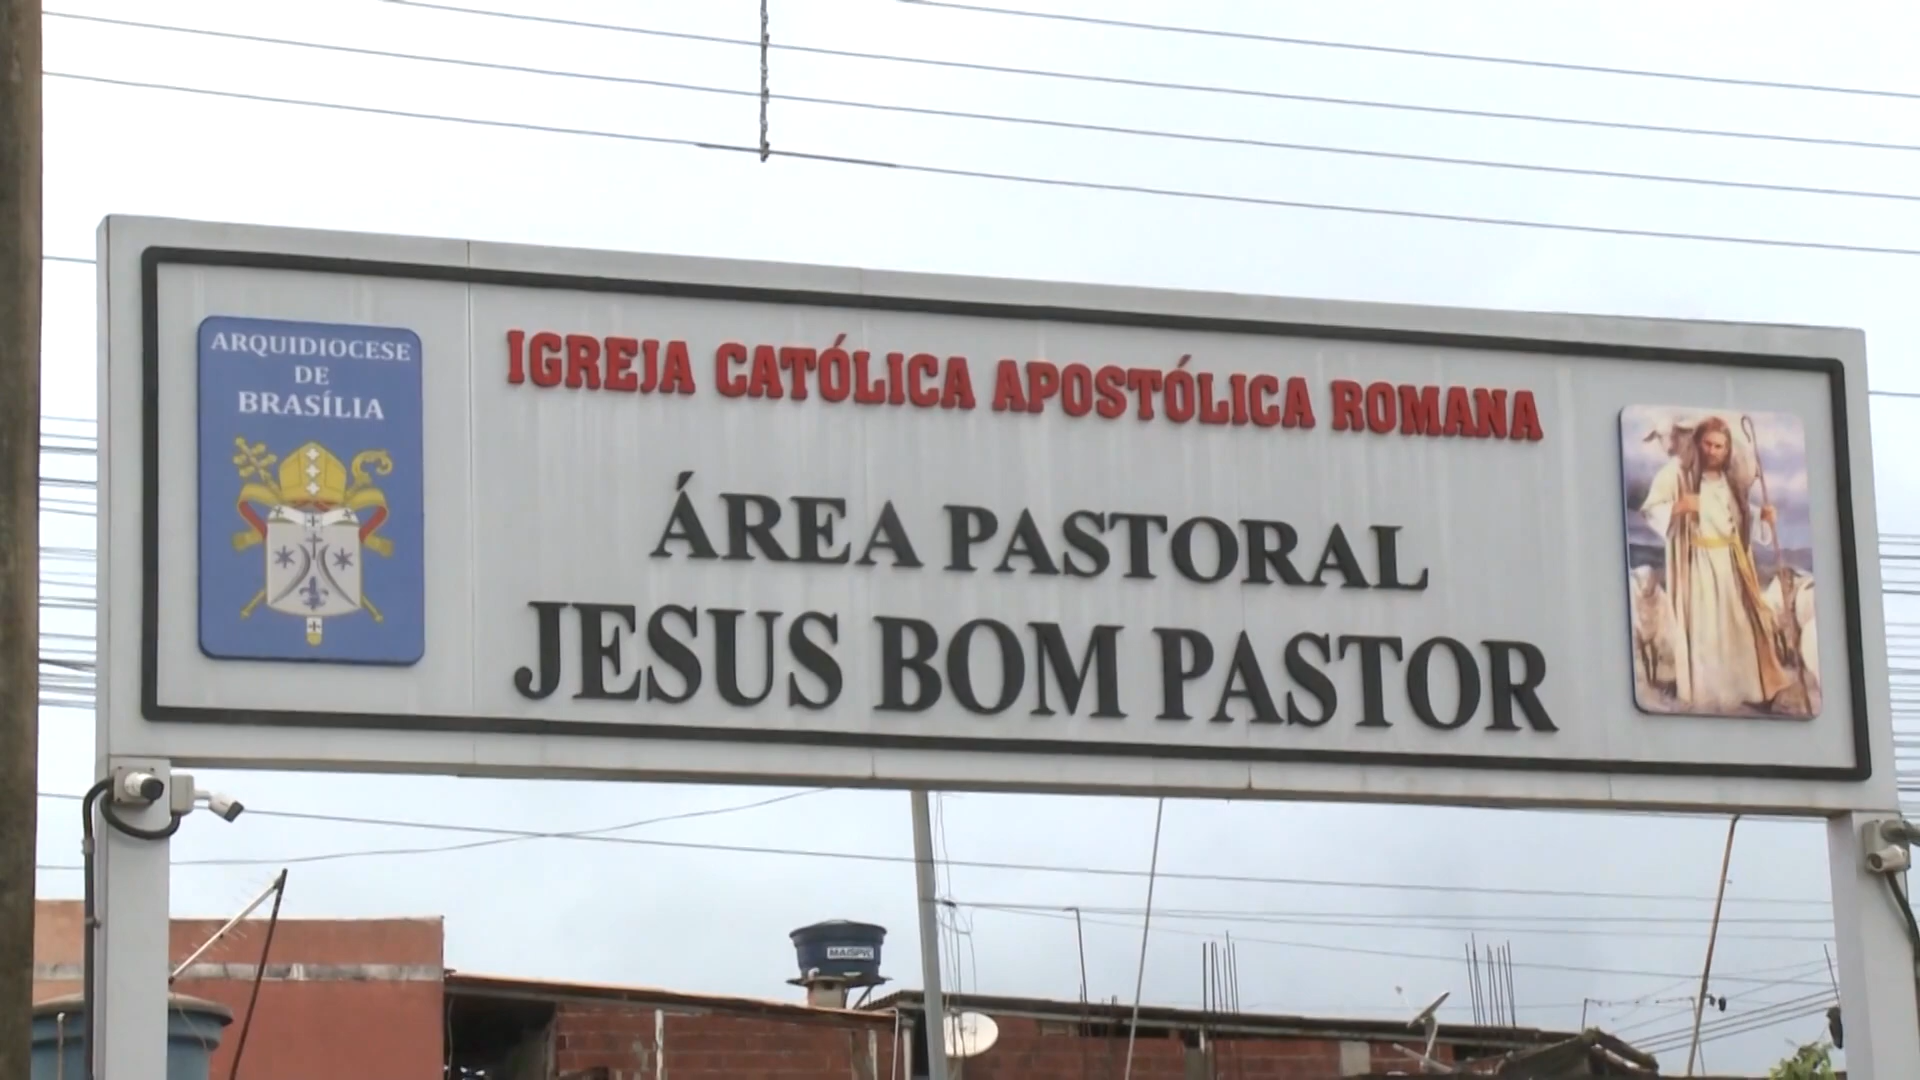 ARQUIDIOCESE
DE
BRASÍLIA
IGREJA CATÓLICA APOSTÓLICA ROMANA
ÁREA PASTORAL
JESUS BOM PASTOR